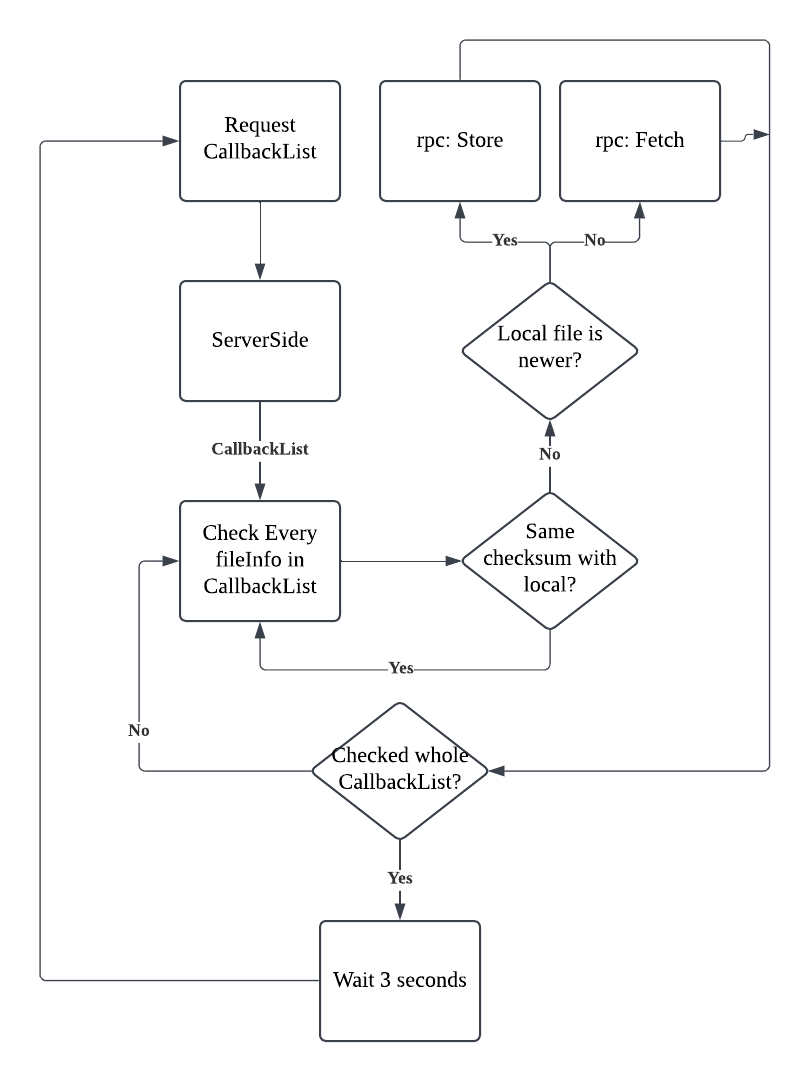 Request
CallbackList
rpc: Store
rpc: Fetch
Yes
No
ServerSide
Local file is
newer?
CallbackList
No
Check Every
fileInfo in
CallbackList
Same
checksum with
local?
Yes
No
Checked whole
CallbackList?
Yes
Wait 3 seconds